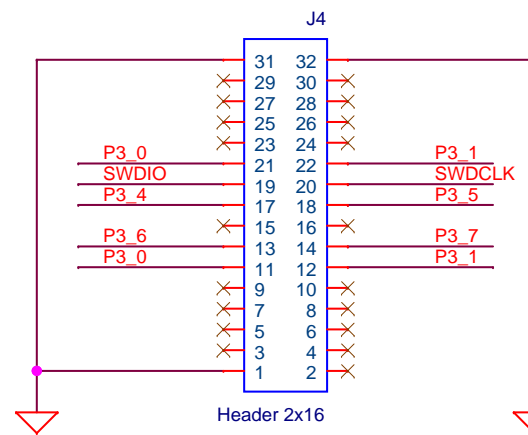 J4
31 32
29 30
27 28
25 26
23 24
P3_0 21 22 P3_1
SWDIO 19 20 SWDCLK
P3_4 17 18 P3_5
15 16
P3_6 13 14 P3_7
P3_0 11 12 P3_1
9 10
7 8
5 6
3 4
1 2
Header 2x16